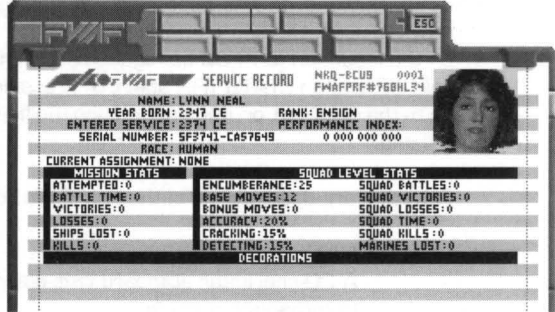 ESC
FWAF
FWAF SERVICE RECORD NKQ-BCU9 0001
FWAFPRF#768HL34
NAME: LYNN NEAL
YEAR BORN: 2347 CE RANK: ENSIGN
ENTERED SERVICE: 2374 CE PERFORMANCE INDEX:
SERIAL NUMBER: SF3741-CA57649 0 000 000 000
RACE: HUMAN
CURRENT ASSIGNMENT: NONE
MISSION STATS SQUAD LEVEL STATS
ATTEMPTED:0 ENCUMBERANCE:25 SQUAD BATTLES:0
BATTLE TIME:0 BASE MOVES:12 SQUAD VICTORIES:0
VICTORIES:0 BONUS MOVES:0 SQUAD LOSSES:0
LOSSES:0 ACCURACY:20% SQUAD TIME:0
SHIPS LOST:0 CRACKING:15% SQUAD KILLS:0
KILLS:0 DETECTING:15% MARINES LOST:0
DECORATIONS